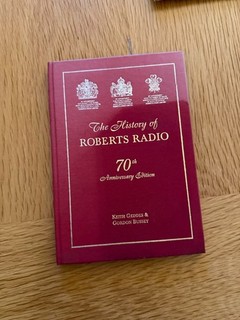 The History of
ROBERTS RADIO
70th
Anniversary Edition
KEITH GEDDES &
GORDON BUSSEY